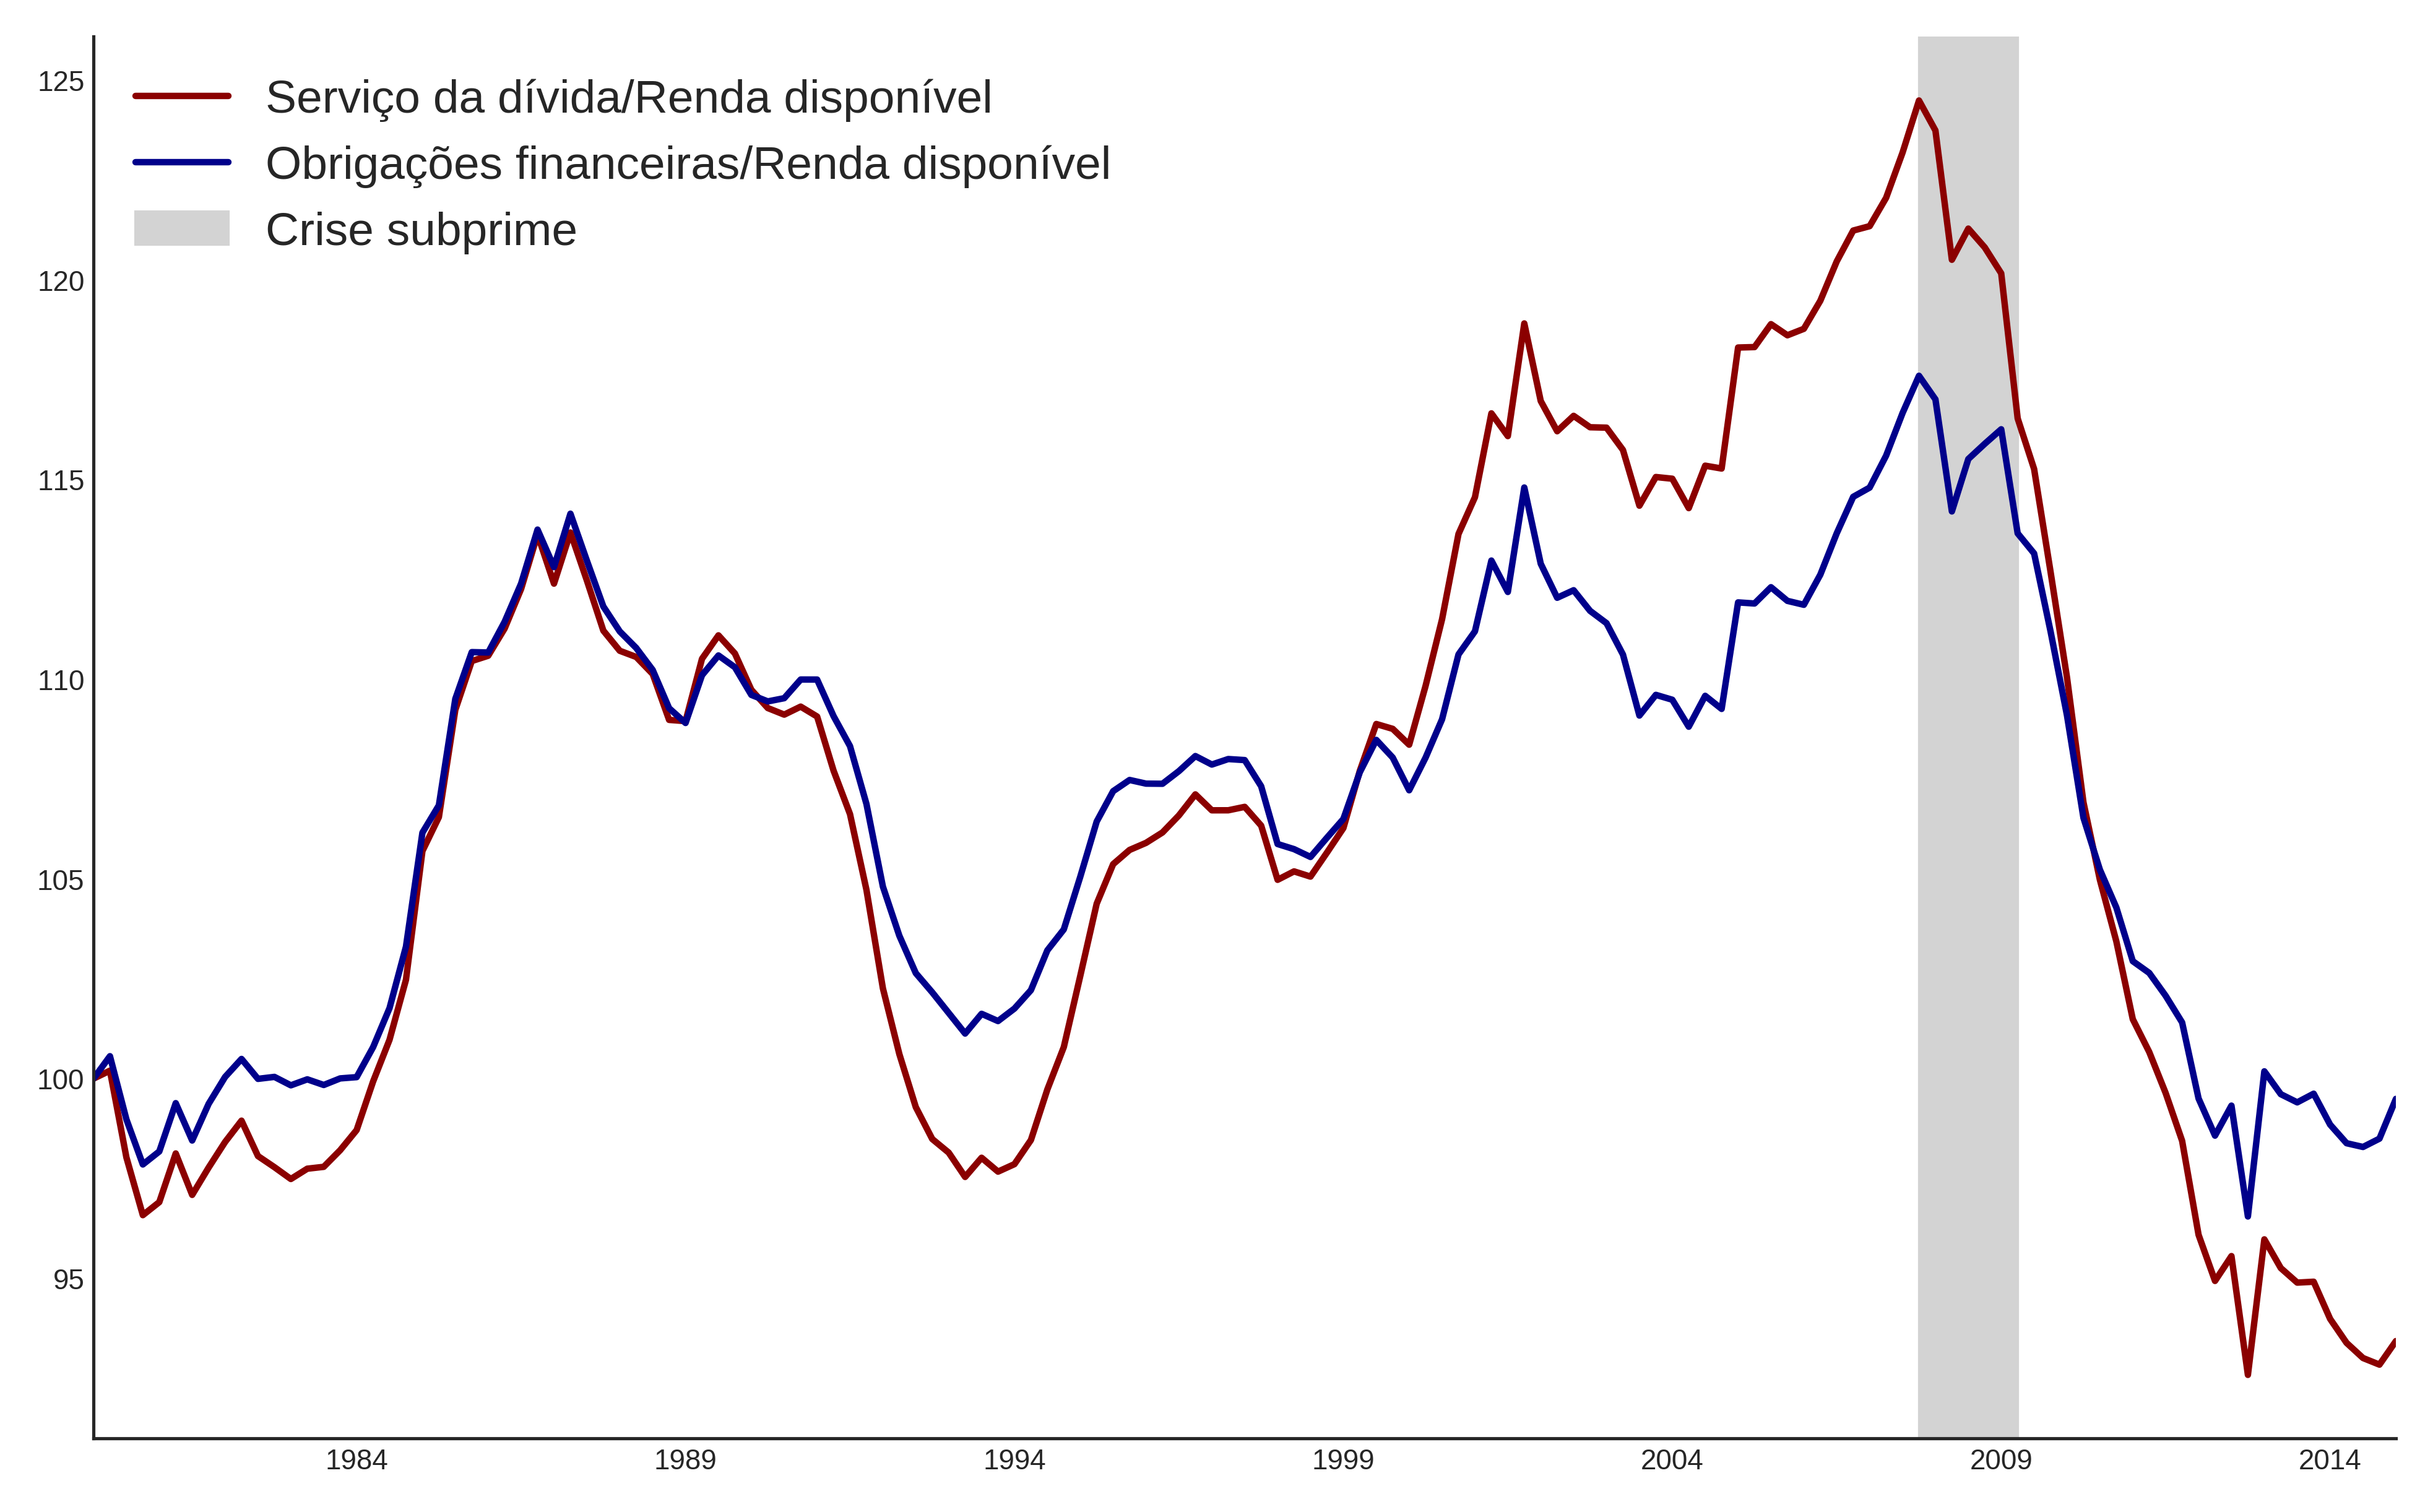 125
120
115
110
105
100
95
Serviço da dívida/Renda disponível
Obrigações financeiras/Renda disponível
Crise subprime
1984 1989 1994 1999 2004 2009 2014